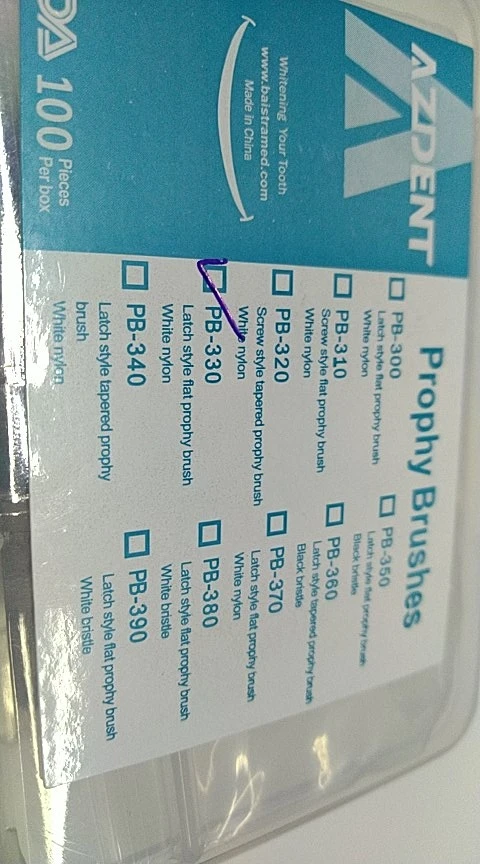 AZDENT
Whitening Your Tooth
www.baistramed.com
Made in China
100 Pieces
Per box
Prophy Brushes
PB-300
Latch style flat prophy brush
White nylon
PB-310
Screw style flat prophy brush
White nylon
PB-320
Screw style tapered prophy brush
White nylon
PB-330
Latch style flat prophy brush
White nylon
PB-340
Latch style tapered prophy
brush
White nylon
PB-350
Latch style flat prophy brush
Black bristle
PB-360
Latch style tapered prophy brush
Black bristle
PB-370
Latch style flat prophy brush
White nylon
PB-380
Latch style flat prophy brush
White bristle
PB-390
Latch style flat prophy brush
White bristle